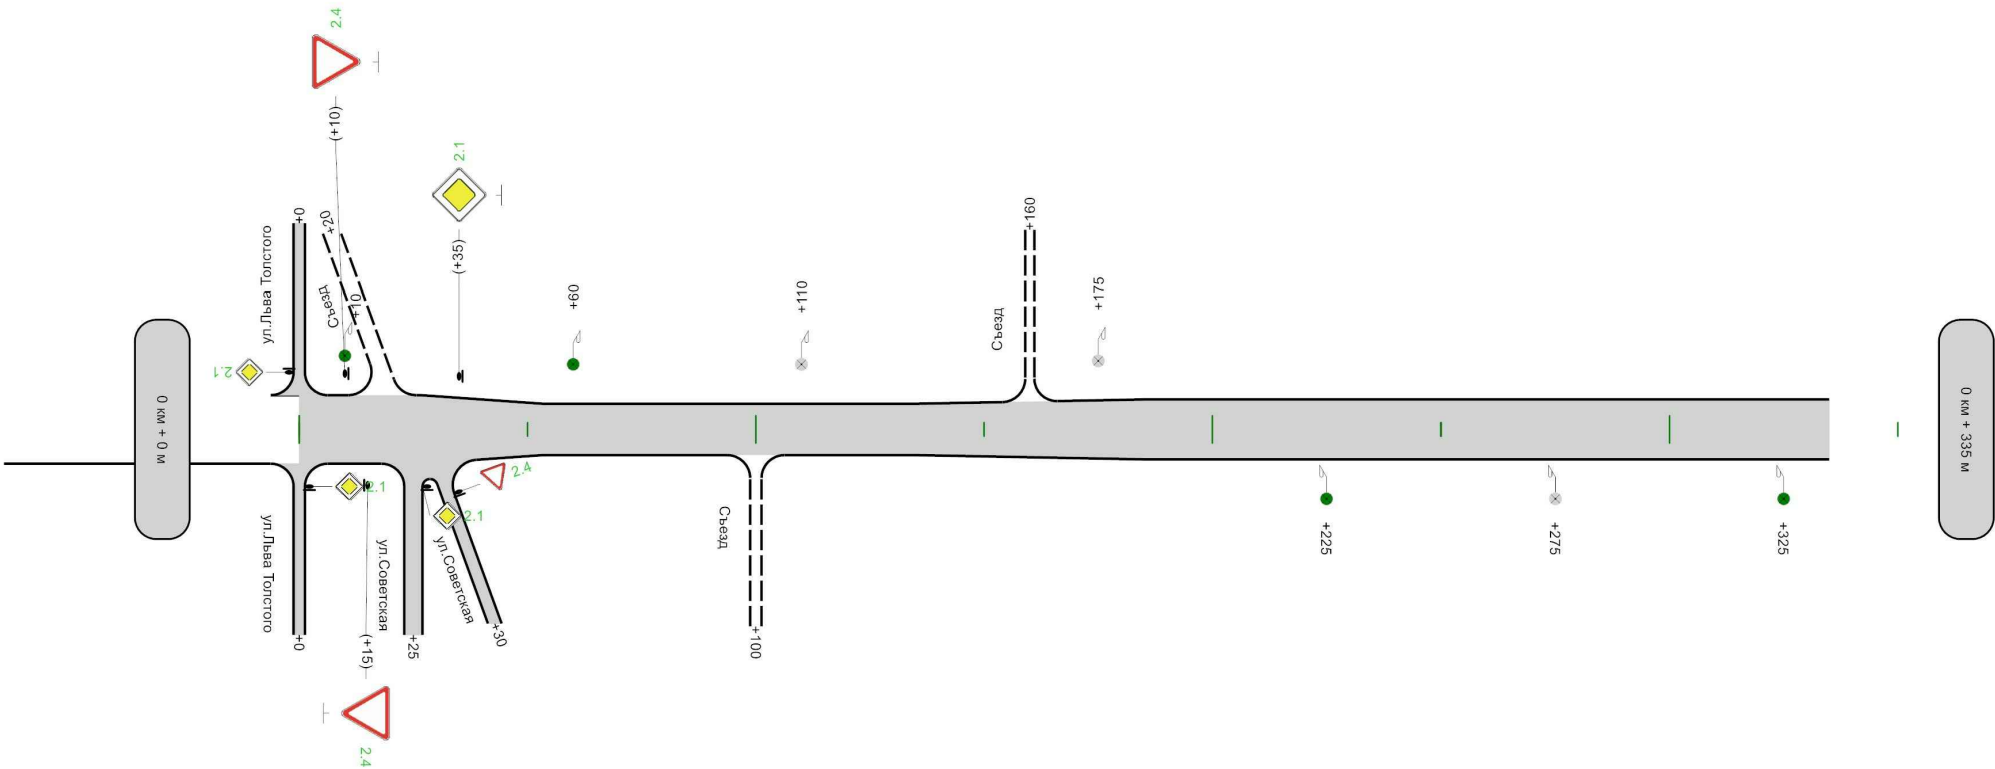 2.4
(+10)
2.1
(+35)
+0
ул.Льва Толстого
+20
Съезд
+10
2.1
+60
+110
+160
Съезд
+175
0 км + 0 м
0 км + 335 м
2.1
2.4
2.1
ул.Льва Толстого
+0
ул.Советская
(+15)
+25
ул.Советская
+30
2.4
Съезд
+100
+225
+275
+325